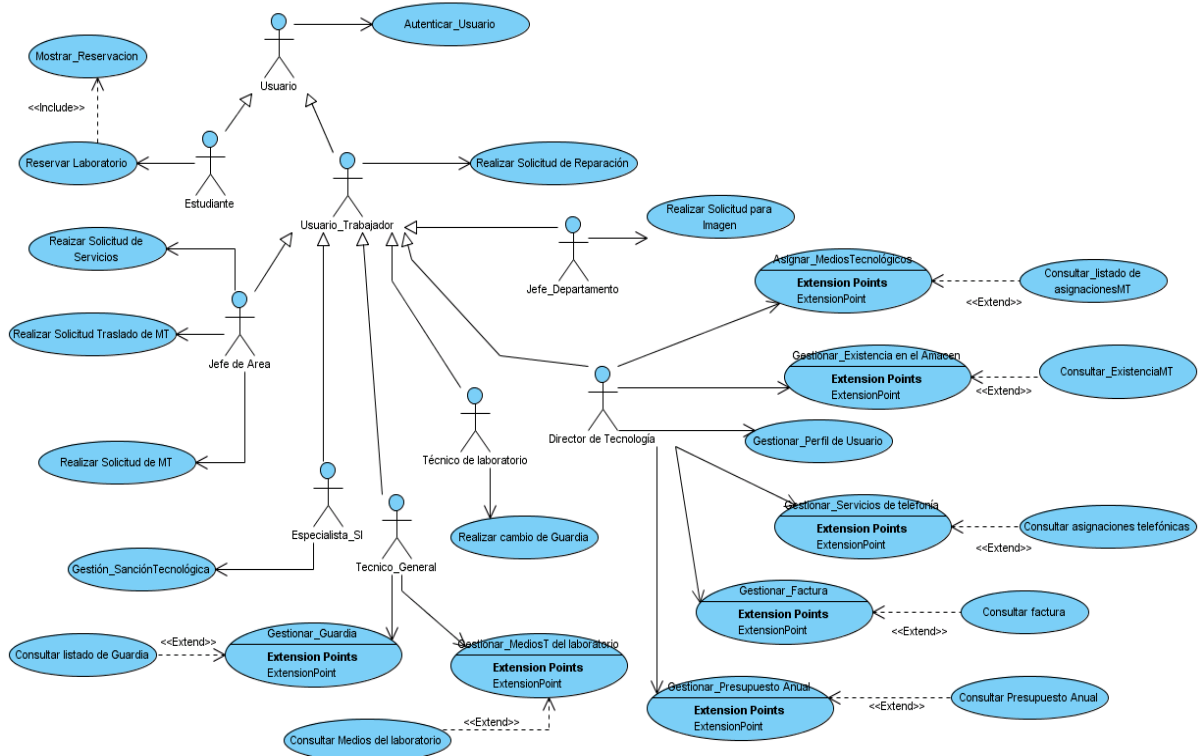 Autenticar_Usuario
Mostrar_Reservacion
Usuario
<<Include>>
Reservar Laboratorio
Realizar Solicitud de Reparación
Estudiante
Usuario_Trabajador
Realizar Solicitud para
Imagen
Reaizar Solicitud de
Servicios
Jefe_Departamento
Asignar_MediosTecnológicos
Extension Points
ExtensionPoint
<<Extend>>
Consultar_listado de
asignacionesMT
Realizar Solicitud Traslado de MT
Jefe de Area
Gestionar_Existencia en el Amacen
Extension Points
ExtensionPoint
<<Extend>>
Consultar_ExistenciaMT
Director de Tecnología
Gestionar_Perfil de Usuario
Realizar Solicitud de MT
Técnico de laboratorio
Gestionar_Servicios de telefonía
Extension Points
ExtensionPoint
<<Extend>>
Consultar asignaciones telefónicas
Especialista_SI
Realizar cambio de Guardia
Gestión_SanciónTecnológica
Tecnico_General
Gestionar_Factura
Extension Points
ExtensionPoint
<<Extend>>
Consultar factura
Consultar listado de Guardia
<<Extend>>
Gestionar_Guardia
Extension Points
ExtensionPoint
Gestionar_MediosT del laboratorio
Extension Points
ExtensionPoint
Gestionar_Presupuesto Anual
Extension Points
ExtensionPoint
<<Extend>>
Consultar Presupuesto Anual
<<Extend>>
Consultar Medios del laboratorio